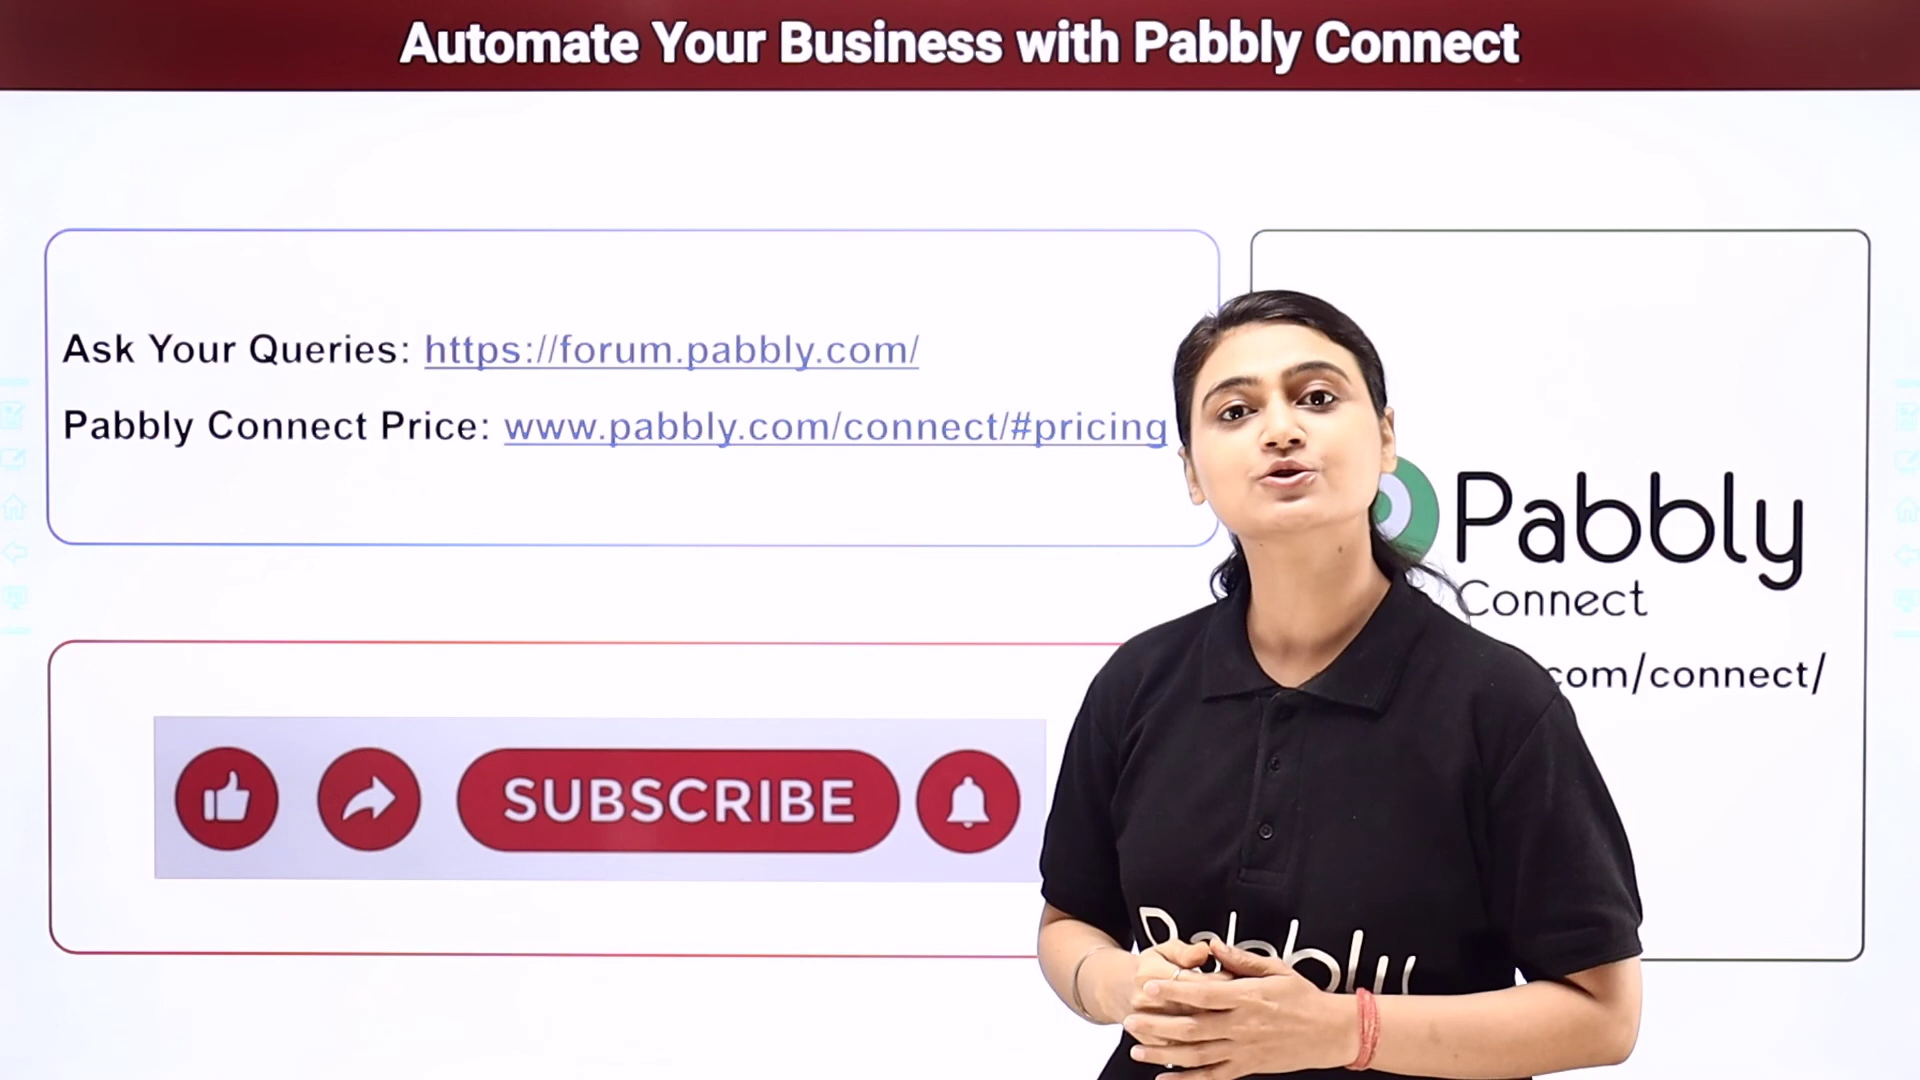 Automate Your Business with Pabbly Connect
Ask Your Queries: https://forum.pabbly.com/
Pabbly Connect Price: www.pabbly.com/connect/#pricing
Pabbly
Connect
com/connect/
SUBSCRIBE
Pabbly